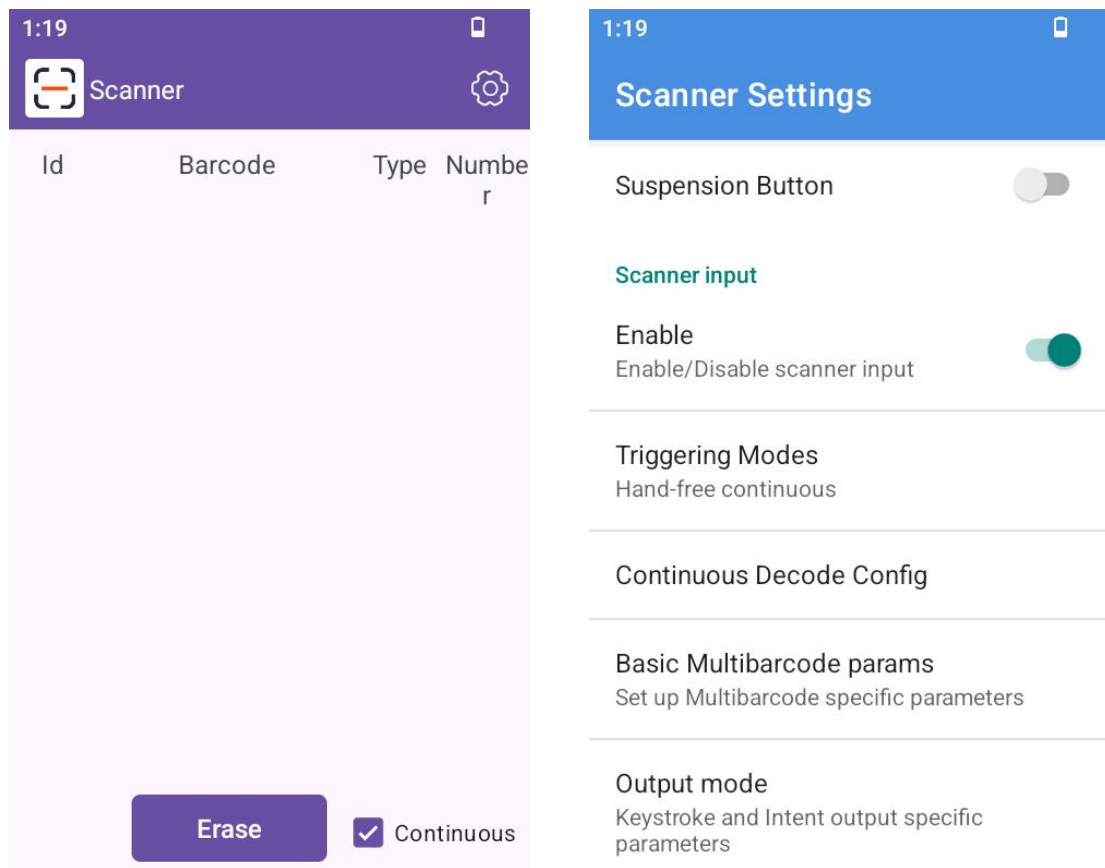 1:19
Scanner
Id Barcode Type Numbe
r
Erase Continuous
1:19
Scanner Settings
Suspension Button
Scanner input
Enable
Enable/Disable scanner input
Triggering Modes
Hand-free continuous
Continuous Decode Config
Basic Multibarcode params
Set up Multibarcode specific parameters
Output mode
Keystroke and Intent output specific
parameters